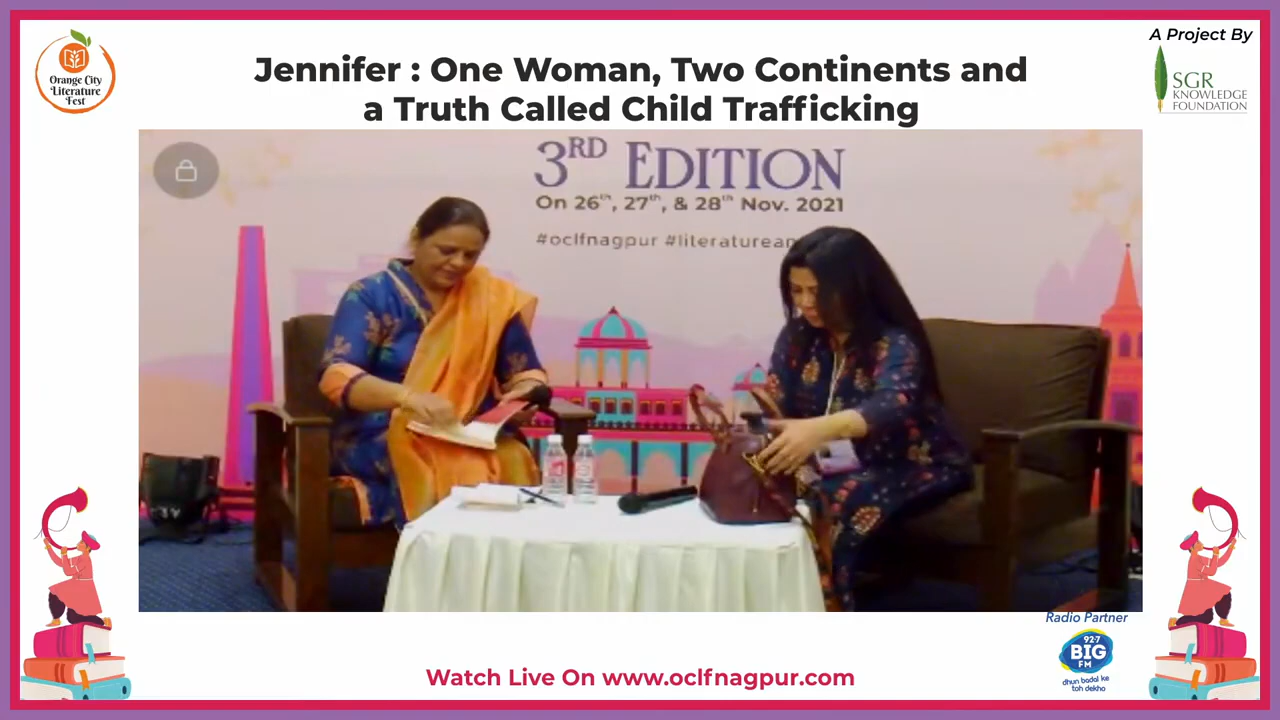 Orange City
Literature
Fest
Jennifer : One Woman, Two Continents and
a Truth Called Child Trafficking
A Project By
SGR
KNOWLEDGE
FOUNDATION
3RD EDITION
On 26th, 27th, & 28th Nov. 2021
#oclfnagpur
Radio Partner
92.7
BIG
FM
dhun badal ke
toh dekho
Watch Live On www.oclfnagpur.com